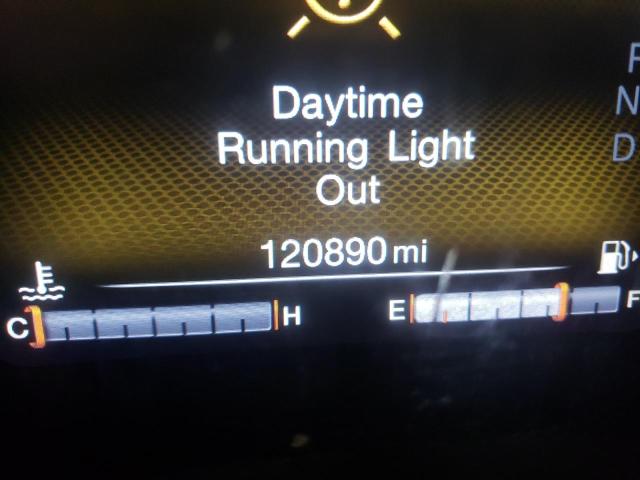 Daytime
Running Light
Out
120890 mi
C H E F
N
D